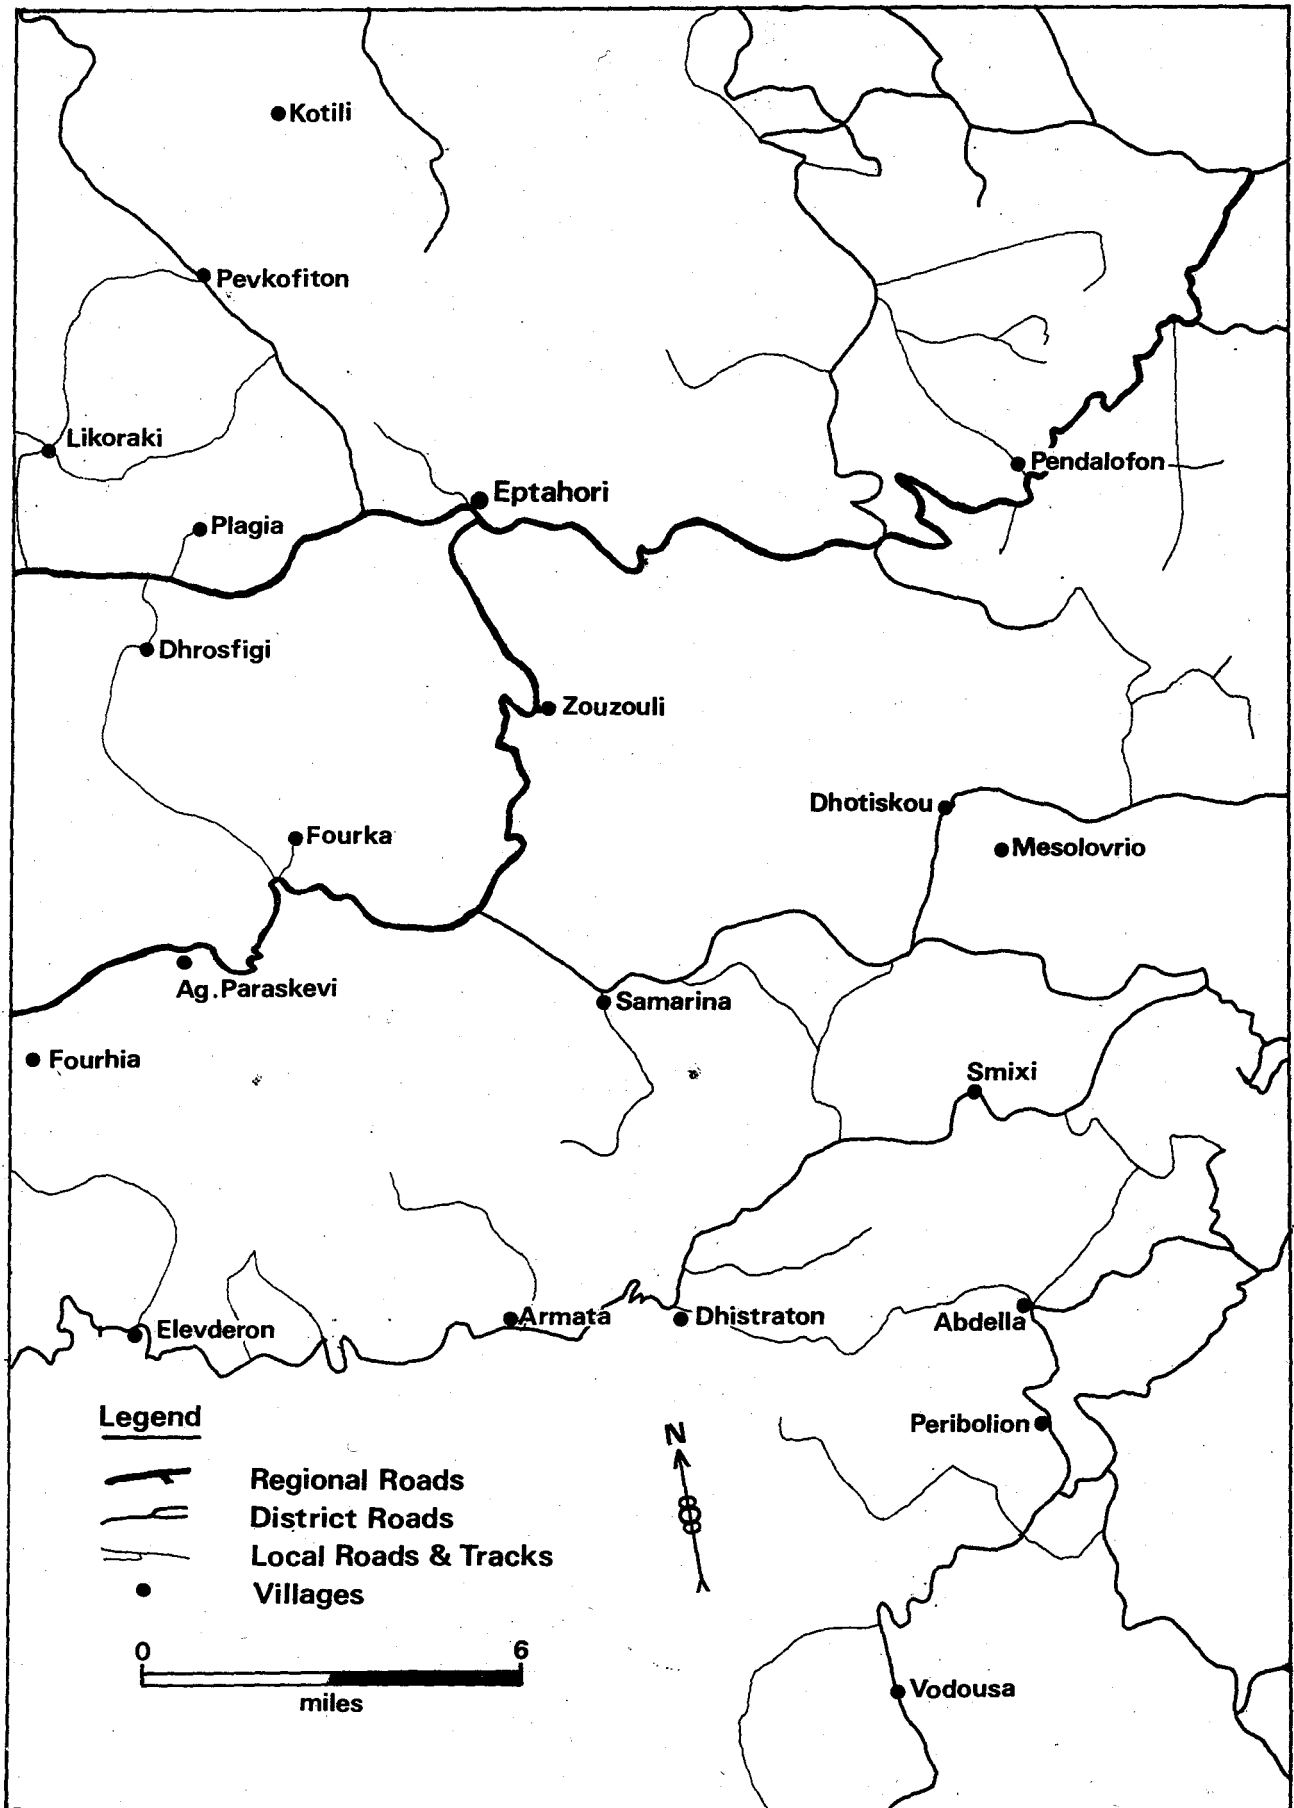 Kotili
Pevkofiton
Likoraki
Pendalofon
Eptahori
Plagia
Dhrosfigi
Zouzouli
Dhotiskou
Fourka
Mesolovrio
Ag. Paraskevi
Samarina
Fourhia
Smixi
Armata
Dhistraton
Abdella
Elevderon
Legend
Peribolion
N
Regional Roads
District Roads
Local Roads & Tracks
Villages
0 6
miles
Vodousa